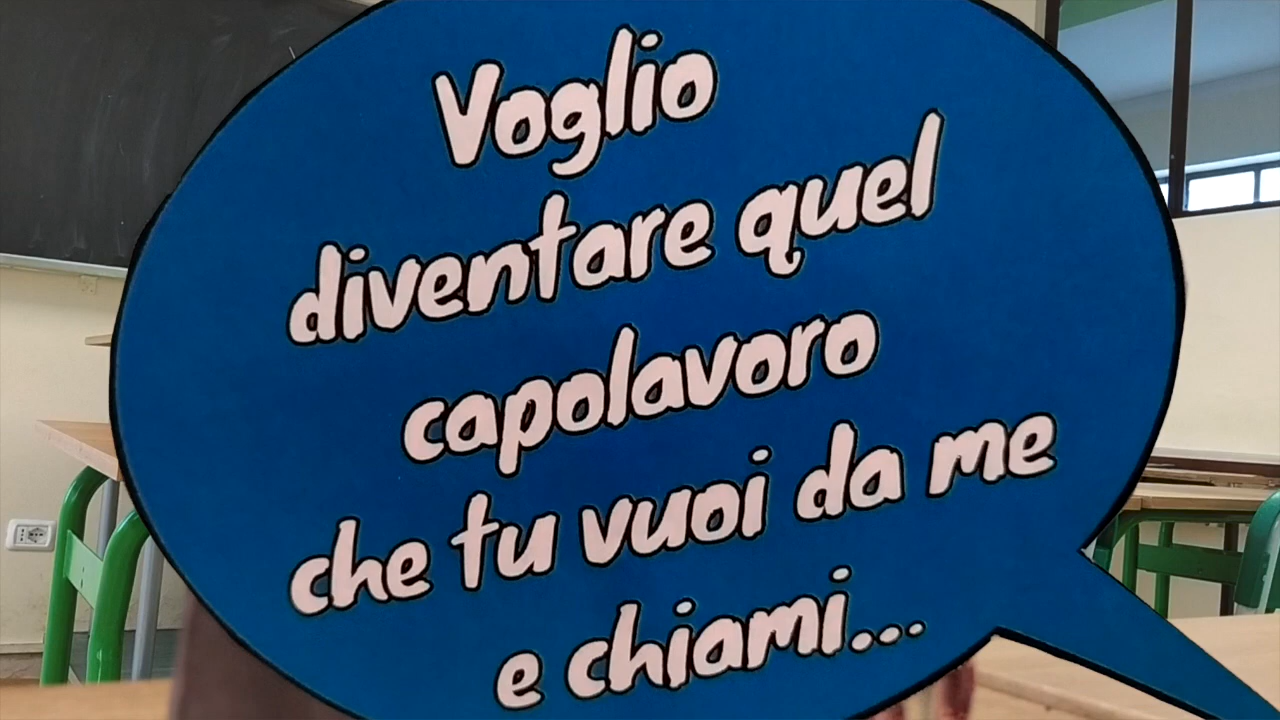 Voglio
diventare quel
capolavoro
che tu vuoi da me
e chiami...